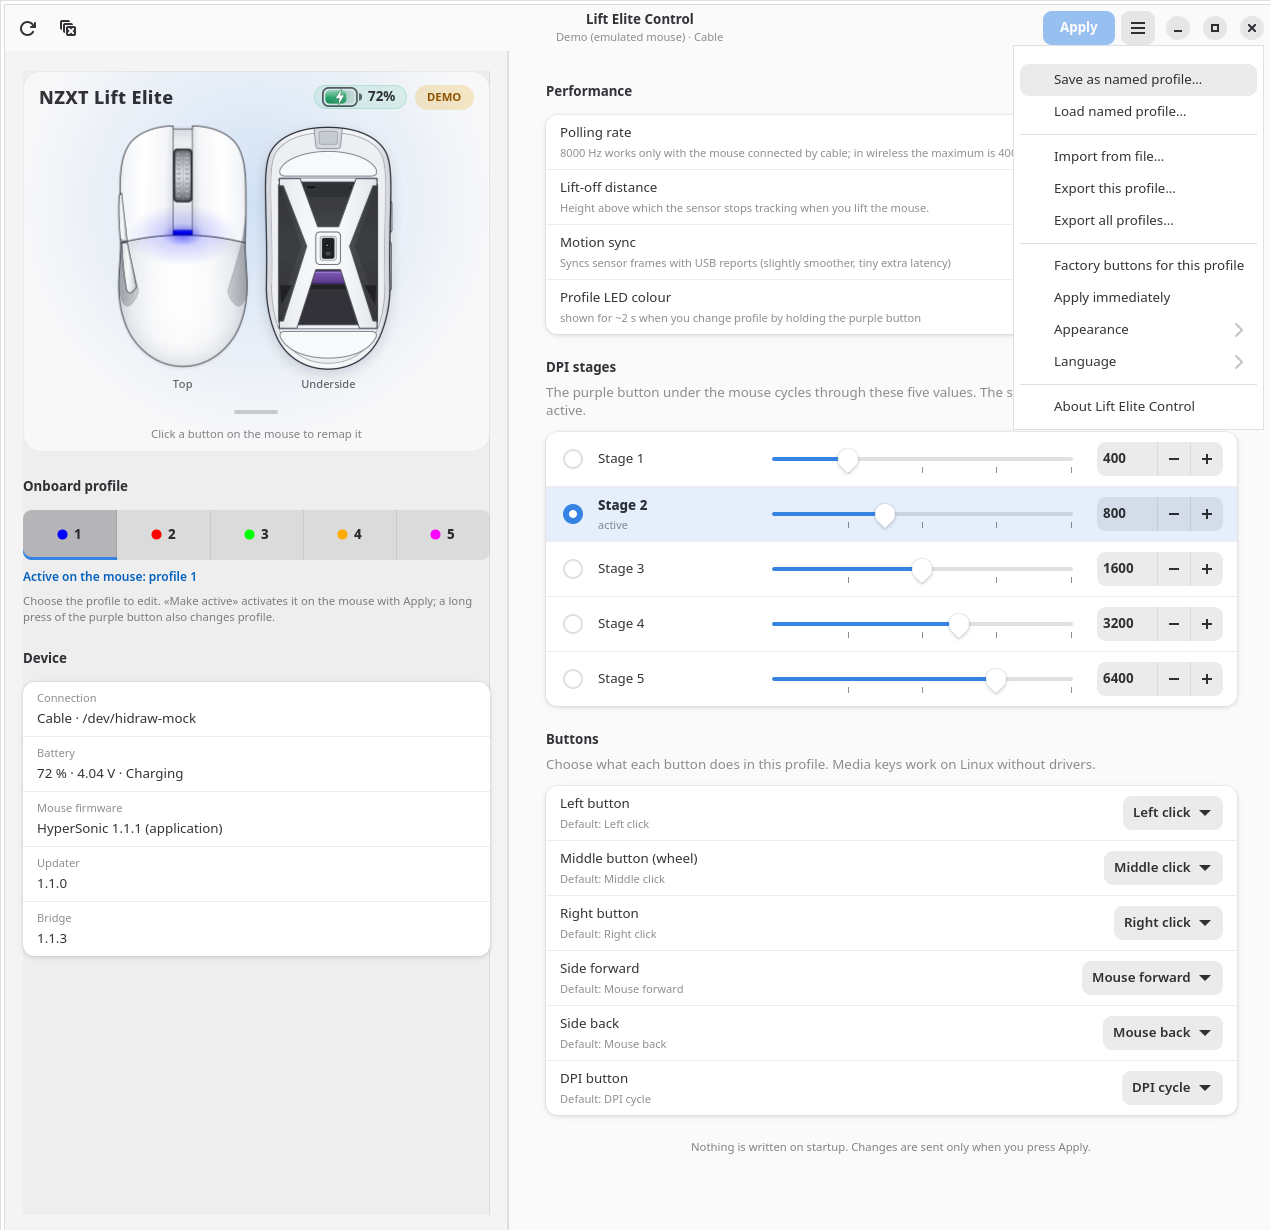 Lift Elite Control
Demo (emulated mouse) · Cable
Apply
NZXT Lift Elite
72%
DEMO
Top
Underside
Click a button on the mouse to remap it
Onboard profile
1
2
3
4
5
Active on the mouse: profile 1
Choose the profile to edit. «Make active» activates it on the mouse with Apply; a long
press of the purple button also changes profile.
Device
Connection
Cable · /dev/hidraw-mock
Battery
72 % · 4.04 V · Charging
Mouse firmware
HyperSonic 1.1.1 (application)
Updater
1.1.0
Bridge
1.1.3
Performance
Polling rate
8000 Hz works only with the mouse connected by cable; in wireless the maximum is 400
Lift-off distance
Height above which the sensor stops tracking when you lift the mouse.
Motion sync
Syncs sensor frames with USB reports (slightly smoother, tiny extra latency)
Profile LED colour
shown for ~2 s when you change profile by holding the purple button
Save as named profile...
Load named profile...
Import from file...
Export this profile...
Export all profiles...
Factory buttons for this profile
Apply immediately
Appearance
Language
About Lift Elite Control
DPI stages
The purple button under the mouse cycles through these five values. The s
active.
Stage 1
400
Stage 2
active
800
Stage 3
1600
Stage 4
3200
Stage 5
6400
Buttons
Choose what each button does in this profile. Media keys work on Linux without drivers.
Left button
Default: Left click
Left click
Middle button (wheel)
Default: Middle click
Middle click
Right button
Default: Right click
Right click
Side forward
Default: Mouse forward
Mouse forward
Side back
Default: Mouse back
Mouse back
DPI button
Default: DPI cycle
DPI cycle
Nothing is written on startup. Changes are sent only when you press Apply.